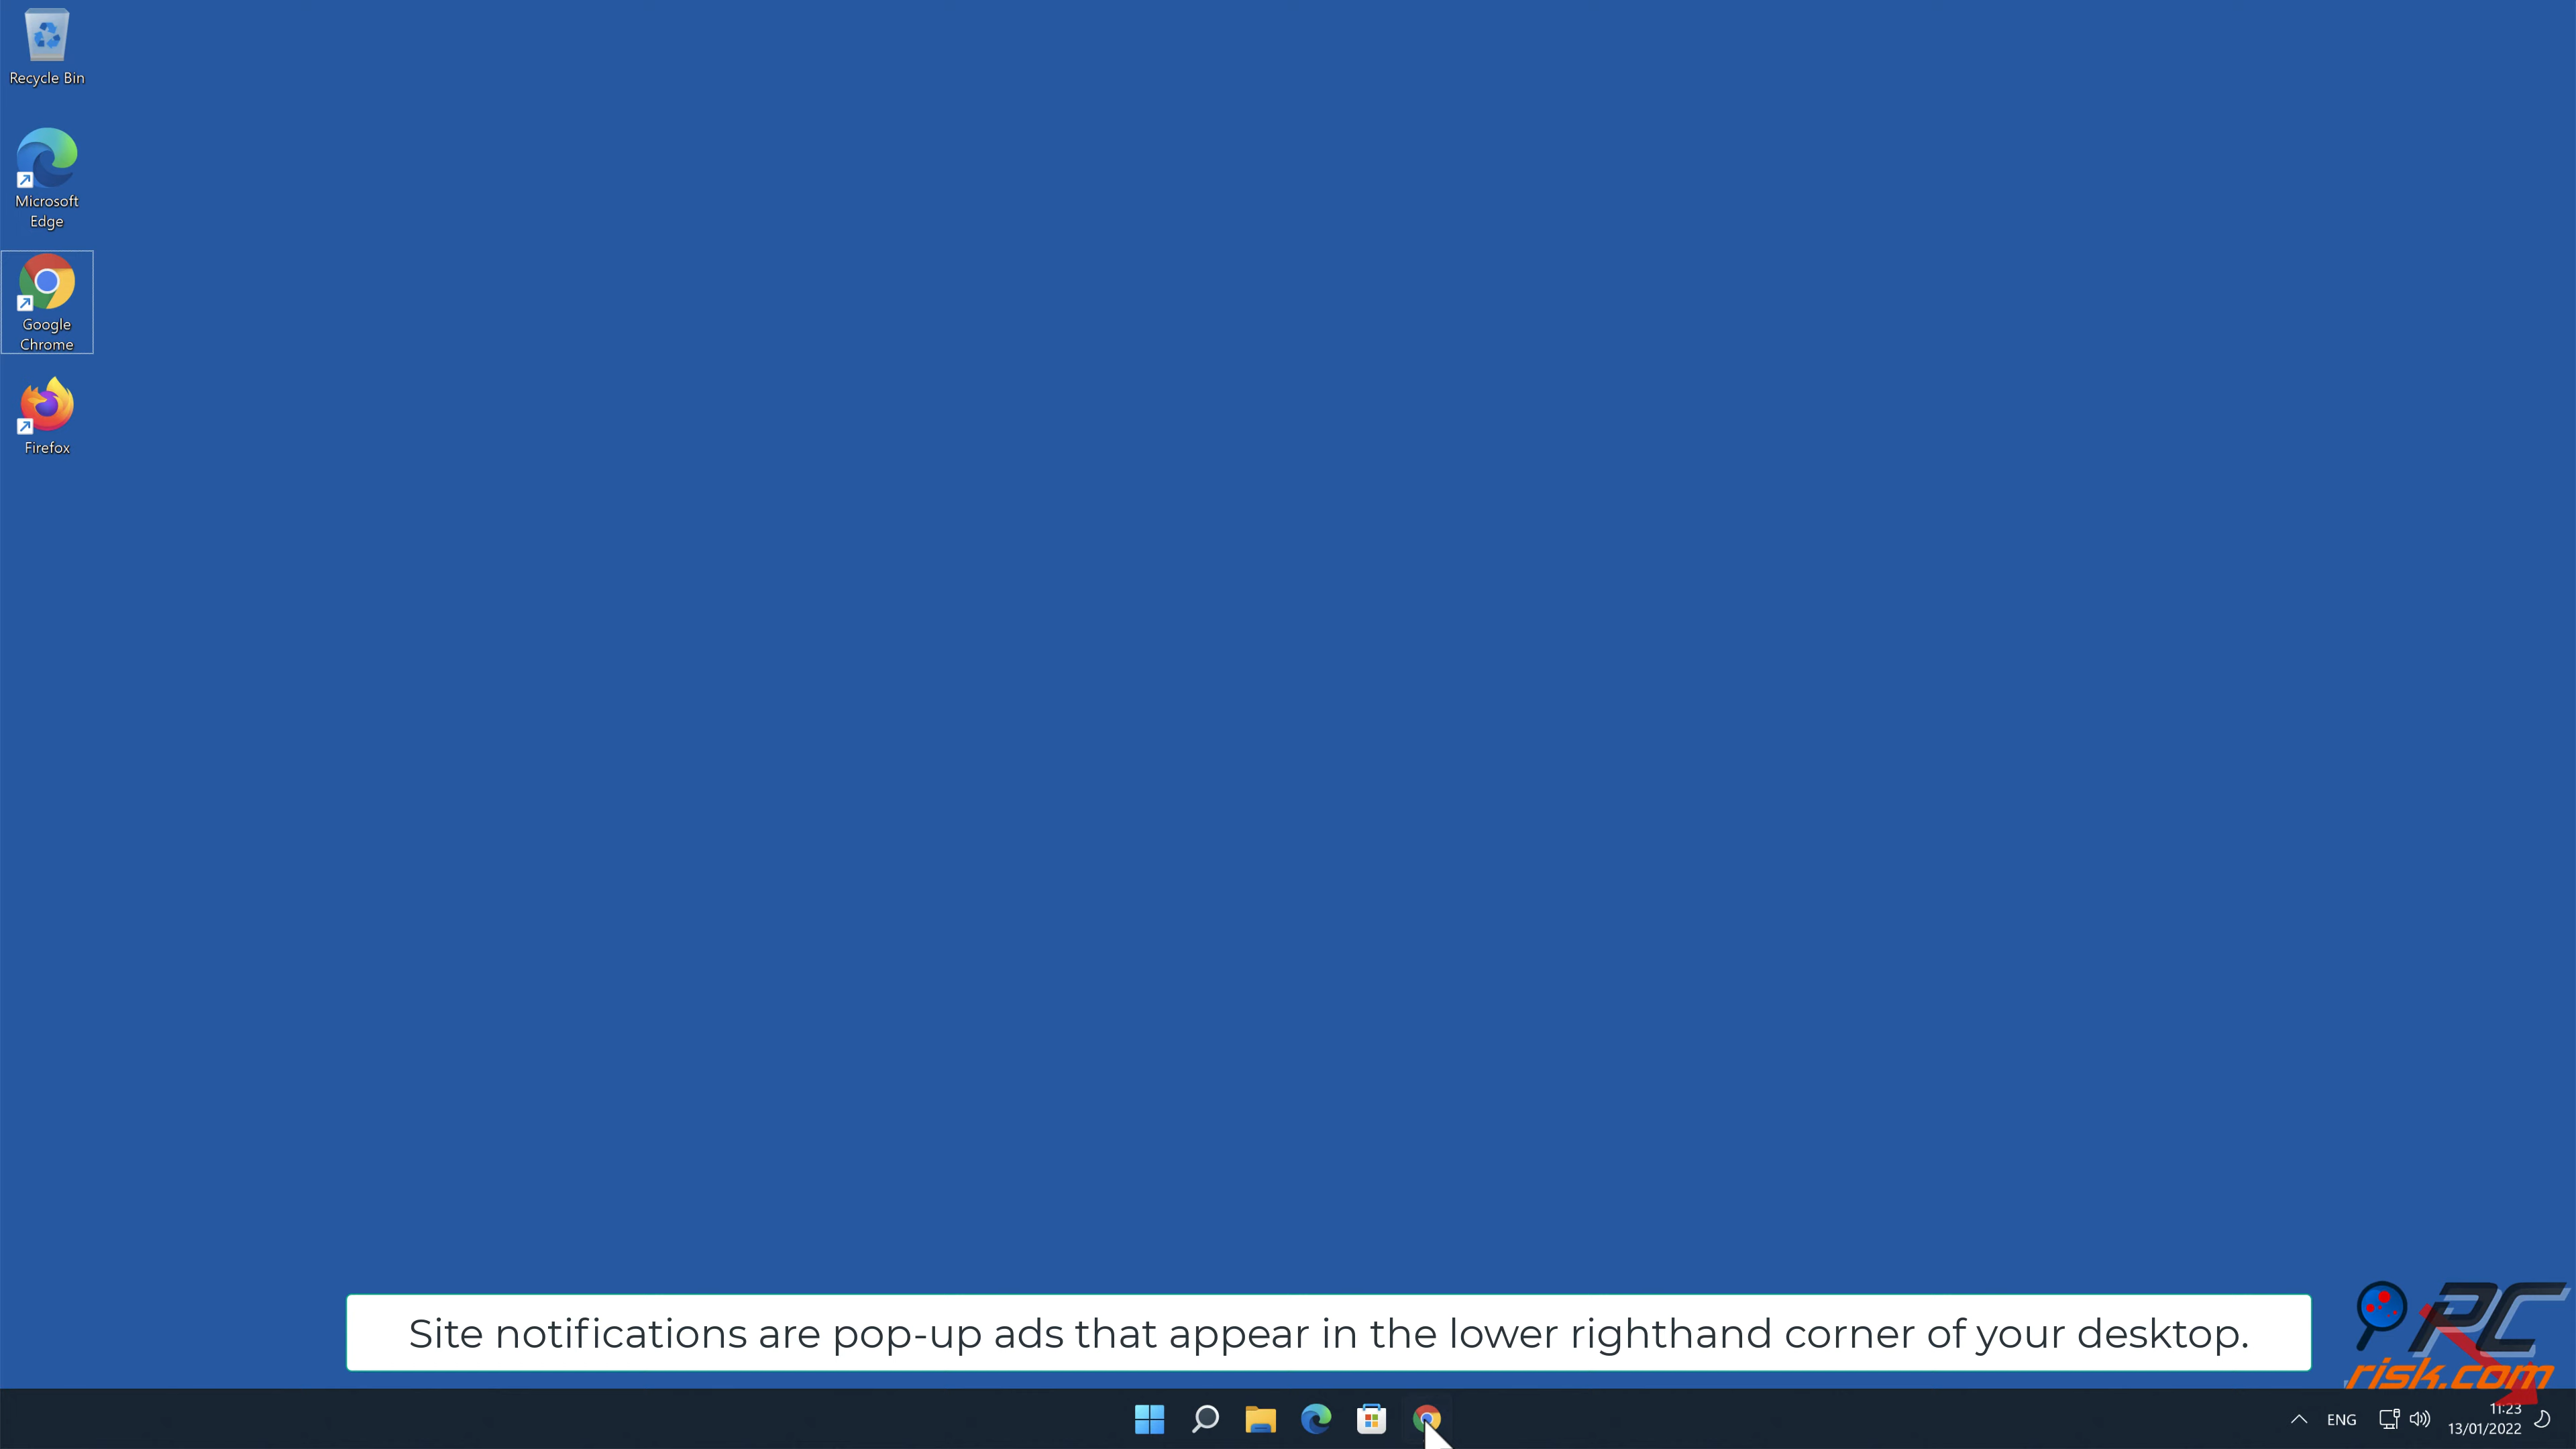 Recycle Bin
Microsoft
Edge
Google
Chrome
Firefox
Site notifications are pop-up ads that appear in the lower righthand corner of your desktop.
PC
risk.com
ENG
11:23
13/01/2022